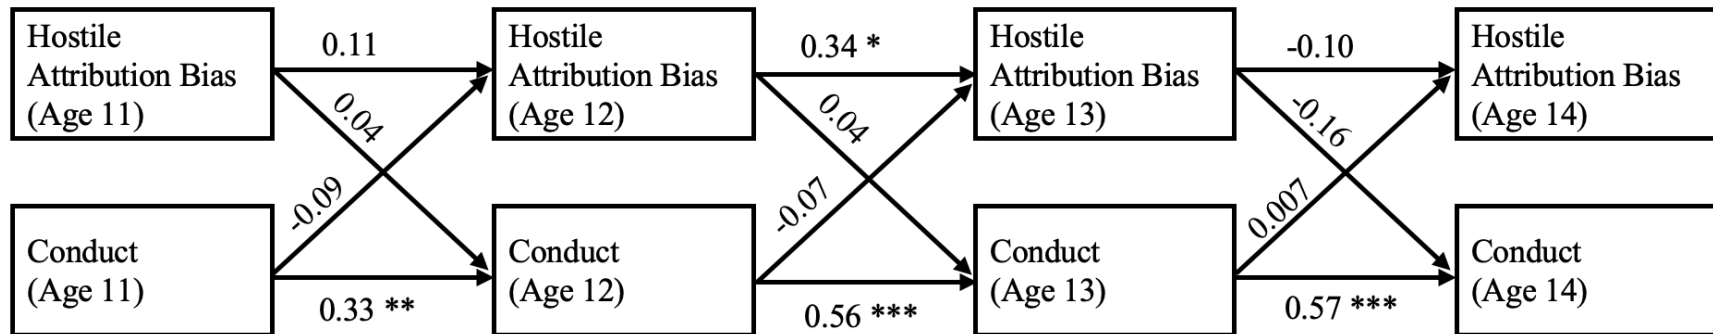 Hostile
Attribution Bias
(Age 11)
0.11
Hostile
Attribution Bias
(Age 12)
0.34 *
Hostile
Attribution Bias
(Age 13)
-0.10
Hostile
Attribution Bias
(Age 14)
0.04
-0.09
0.04
-0.07
-0.16
0.007
Conduct
(Age 11)
0.33 **
Conduct
(Age 12)
0.56 ***
Conduct
(Age 13)
0.57 ***
Conduct
(Age 14)